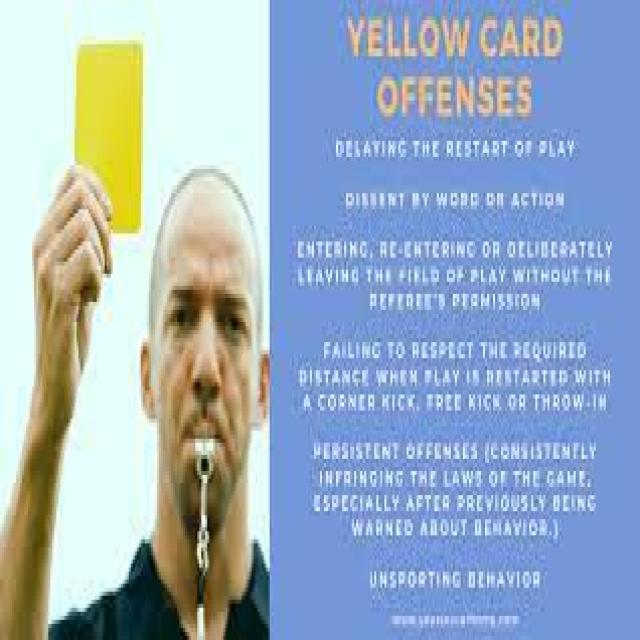 YELLOW CARD
OFFENSES
DELAYING THE RESTART OF PLAY
DISSENT BY WORD OR ACTION
ENTERING, RE-ENTERING OR DELIBERATELY
LEAVING THE FIELD OF PLAY WITHOUT THE
REFEREE'S PERMISSION
FAILING TO RESPECT THE REQUIRED
DISTANCE WHEN PLAY IS RESTARTED WITH
A CORNER KICK, FREE KICK OR THROW-IN
PERSISTENT OFFENSES (CONSISTENTLY
INFRINGING THE LAWS OF THE GAME,
ESPECIALLY AFTER PREVIOUSLY BEING
WARNED ABOUT BEHAVIOR.)
UNSPORTING BEHAVIOR